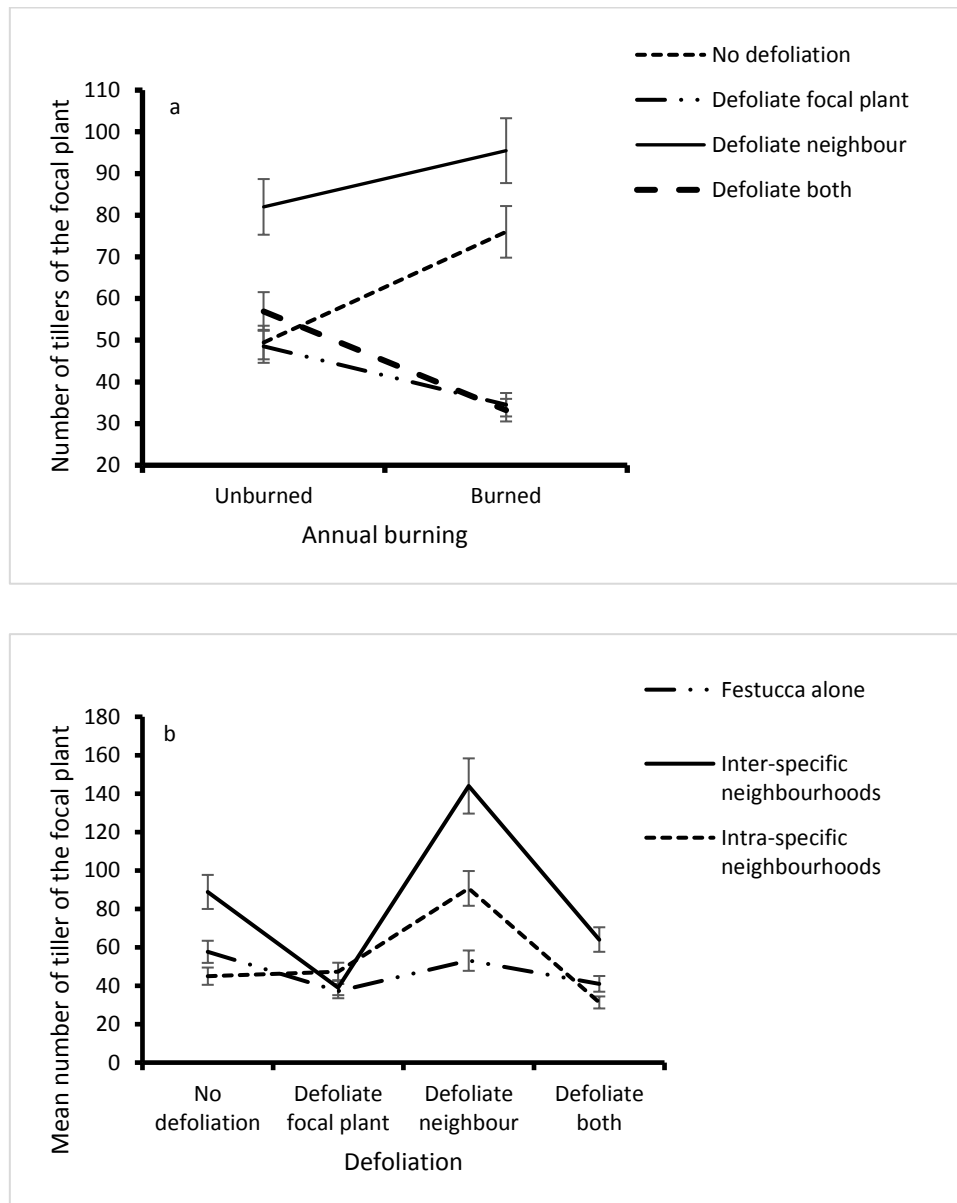 a
No defoliation
Defoliate focal plant
Defoliate neighbour
Defoliate both
Number of tillers of the focal plant
110
100
90
80
70
60
50
40
30
20
Unburned
Burned
Annual burning
b
Festucca alone
Inter-specific
neighbourhoods
Intra-specific
neighbourhoods
Mean number of tiller of the focal plant
180
160
140
120
100
80
60
40
20
0
No
defoliation
Defoliate
focal plant
Defoliate
neighbour
Defoliate
both
Defoliation